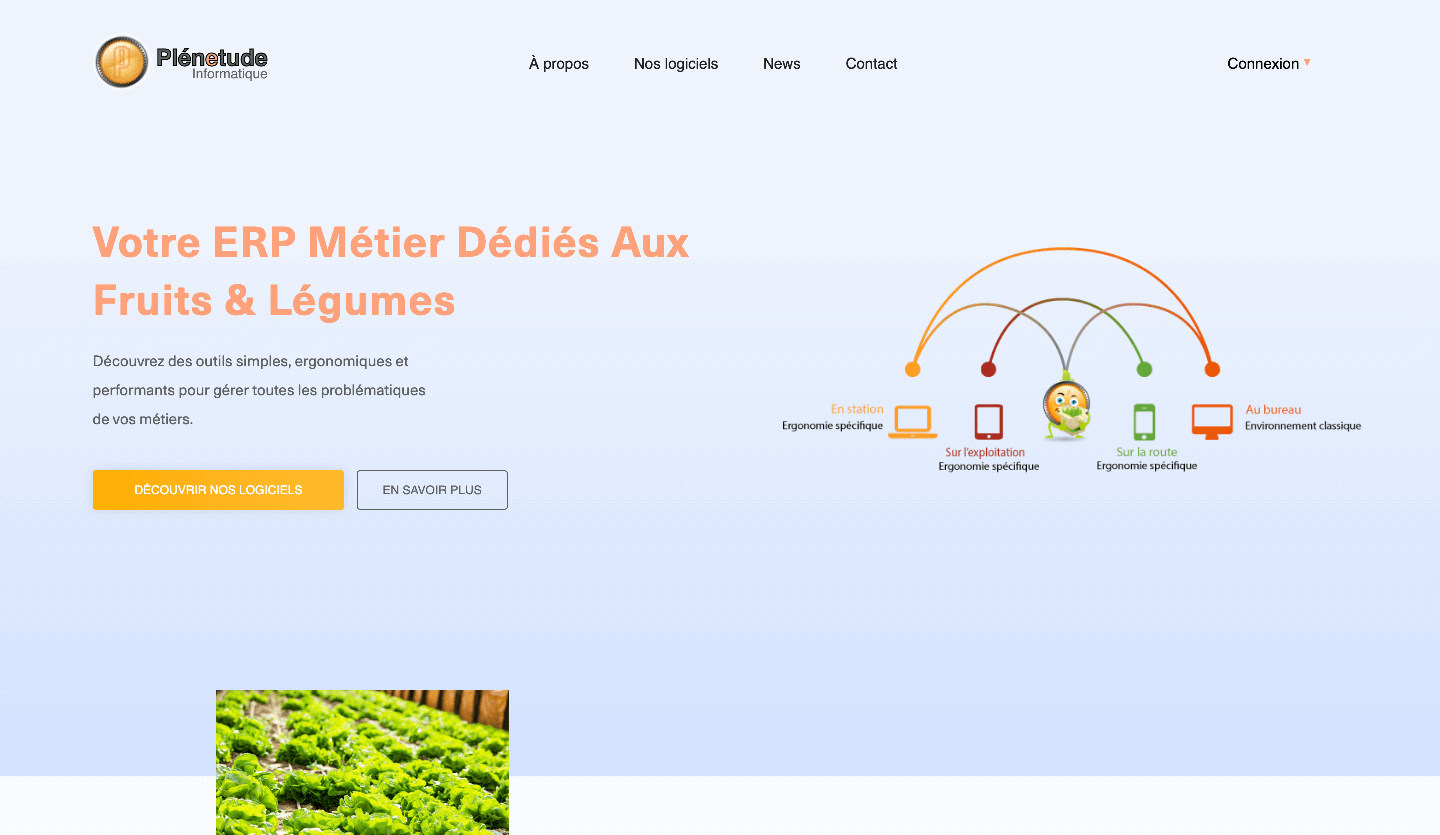 Plénetude
Informatique
À propos
Nos logiciels
News
Contact
Connexion
Votre ERP Métier Dédiés Aux
Fruits & Légumes
Découvrez des outils simples, ergonomiques et
performants pour gérer toutes les problématiques
de vos métiers.
DÉCOUVRIR NOS LOGICIELS
EN SAVOIR PLUS
En station
Ergonomie spécifique
Sur l'exploitation
Ergonomie spécifique
Sur la route
Ergonomie spécifique
Au bureau
Environnement classique